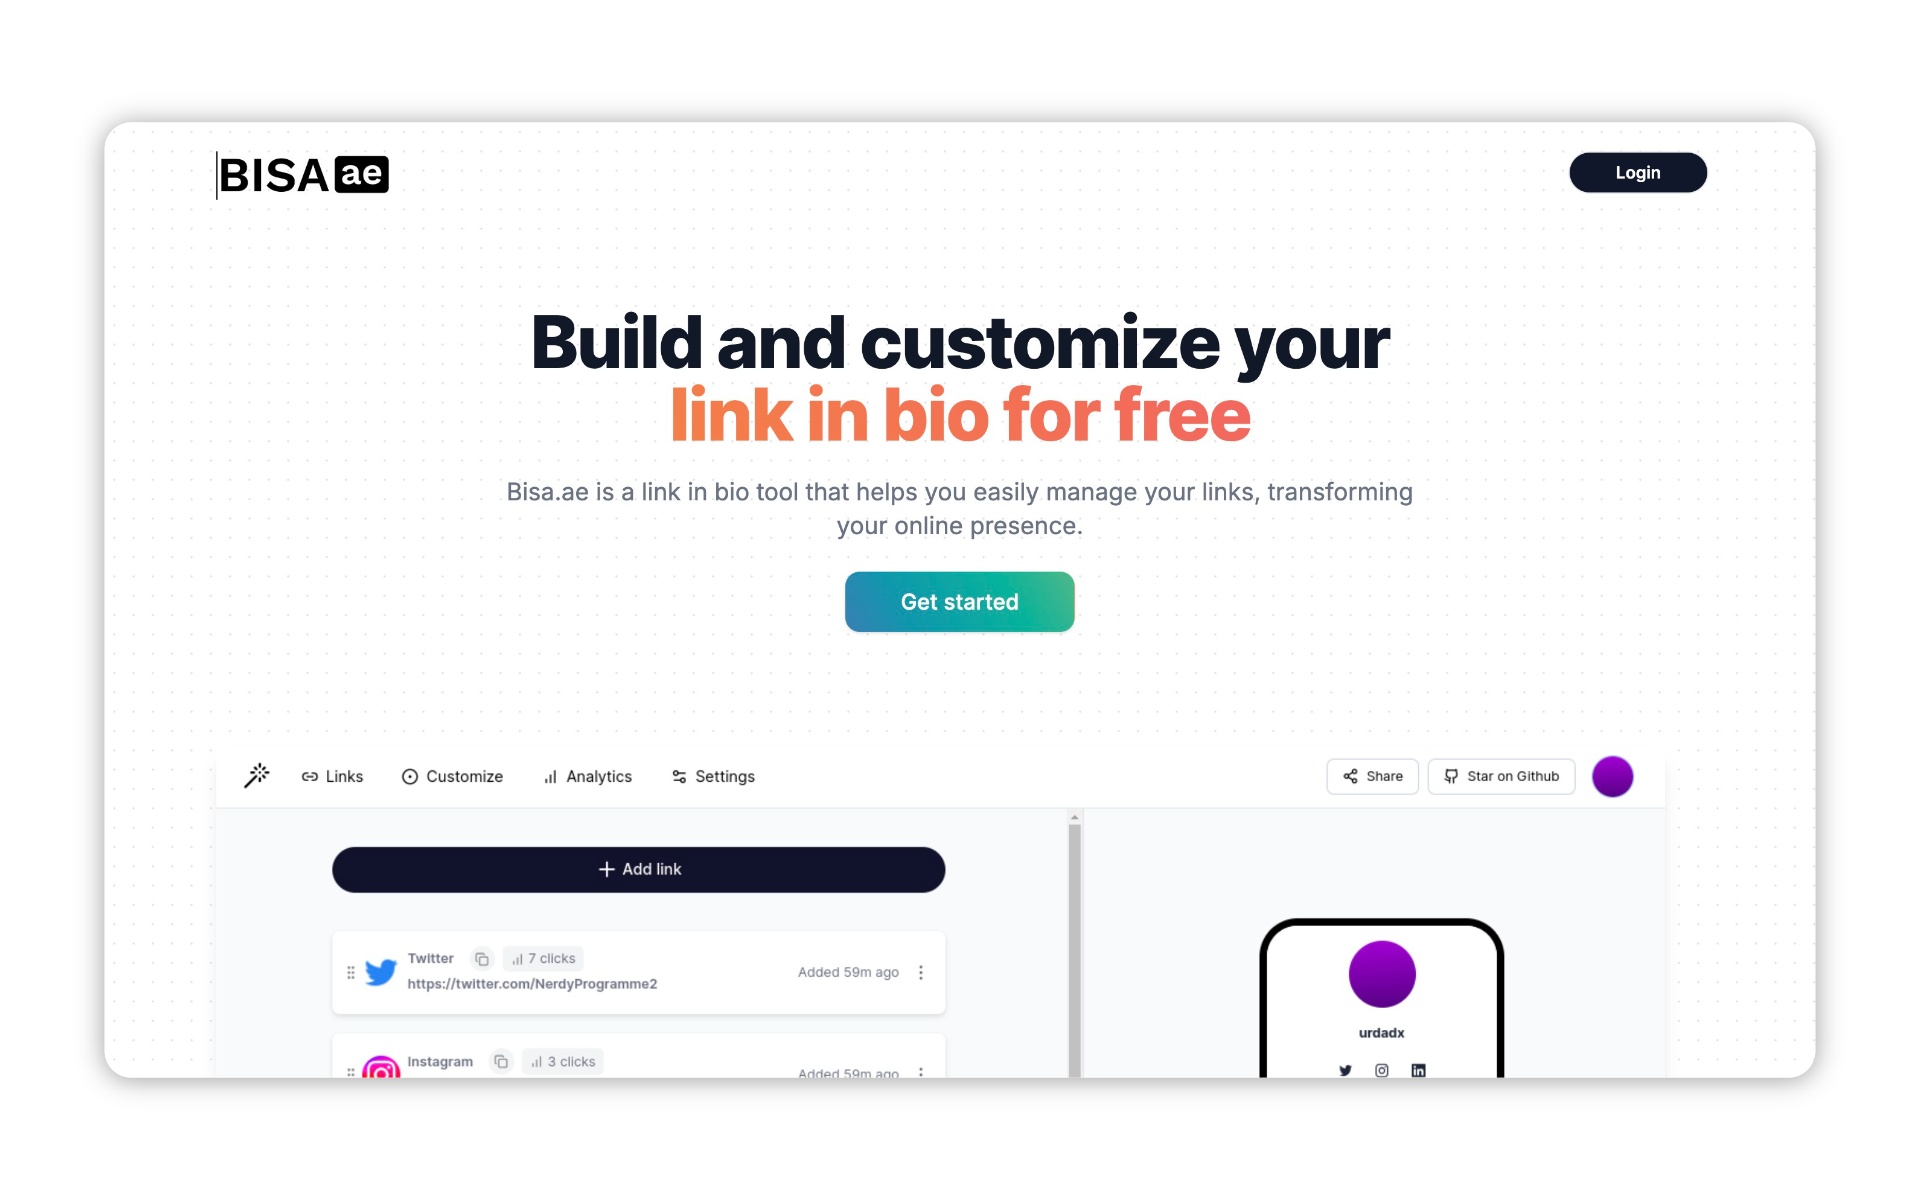 BISA ae
Login
Build and customize your
link in bio for free
Bisa.ae is a link in bio tool that helps you easily manage your links, transforming
your online presence.
Get started
Links Customize Analytics Settings Share Star on Github
Add link
Twitter 7 clicks
https://twitter.com/NerdyProgramme2
Added 59m ago
urdadx
Instagram 3 clicks
Added 59m ago